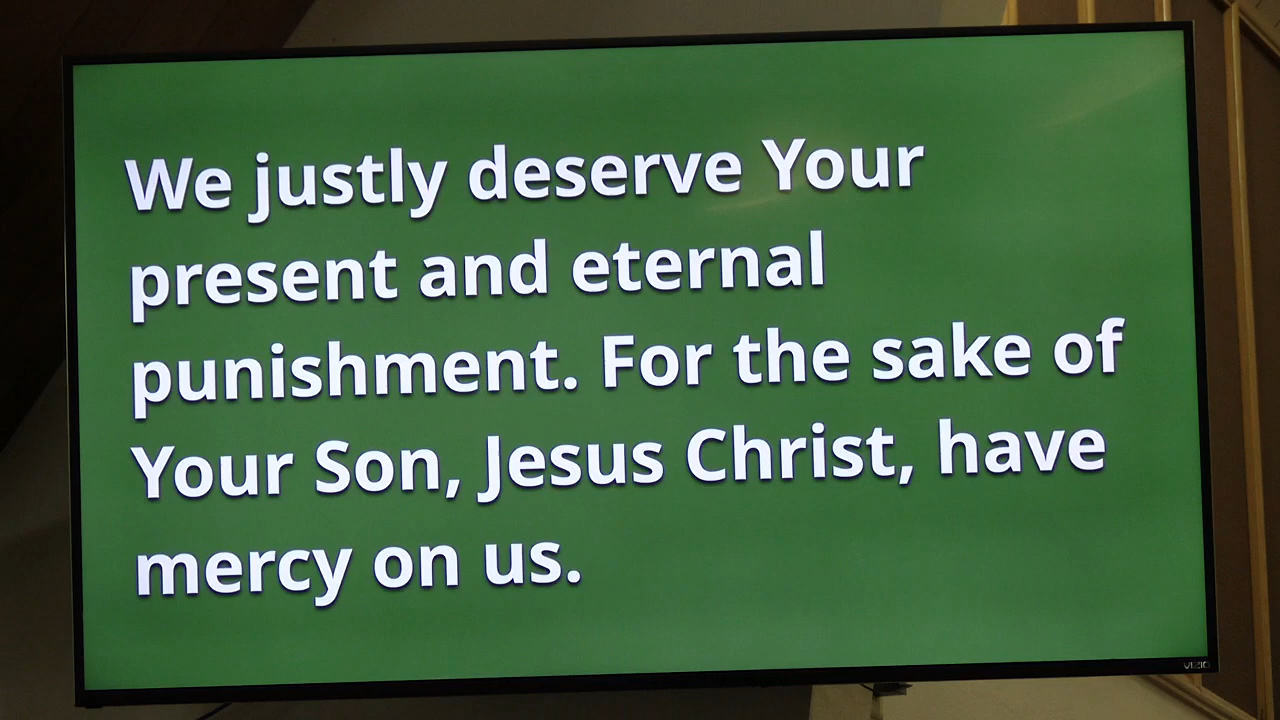 We justly deserve Your
present and eternal
punishment. For the sake of
Your Son, Jesus Christ, have
mercy on us.
VIZIO